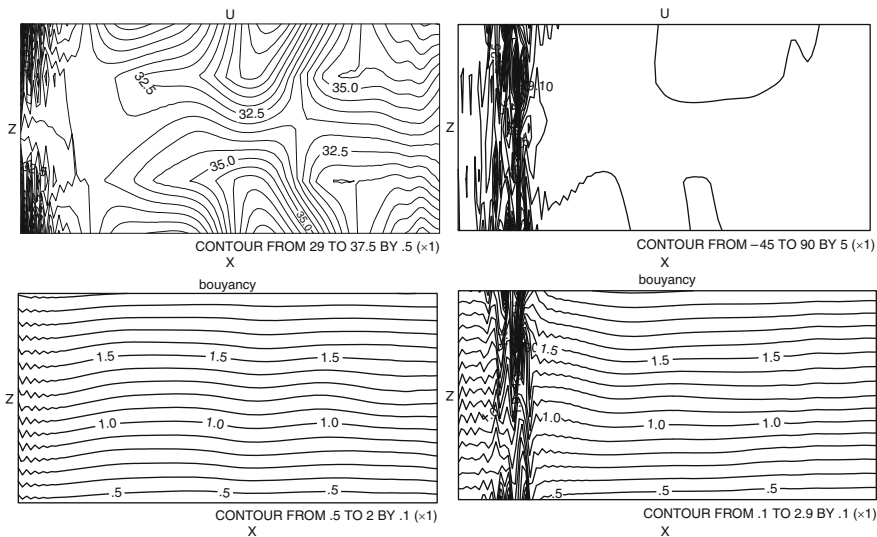 U
32.5
32.5
35.0
35.0
32.5
35.0
Z
CONTOUR FROM 29 TO 37.5 BY .5 (×1)
X
U
Z
CONTOUR FROM −45 TO 90 BY 5 (×1)
X
bouyancy
1.5
1.5
1.5
Z
1.0
1.0
1.0
.5
.5
.5
CONTOUR FROM .5 TO 2 BY .1 (×1)
X
bouyancy
1.5
1.5
1.5
Z
1.0
1.0
1.0
.5
.5
.5
CONTOUR FROM .1 TO 2.9 BY .1 (×1)
X